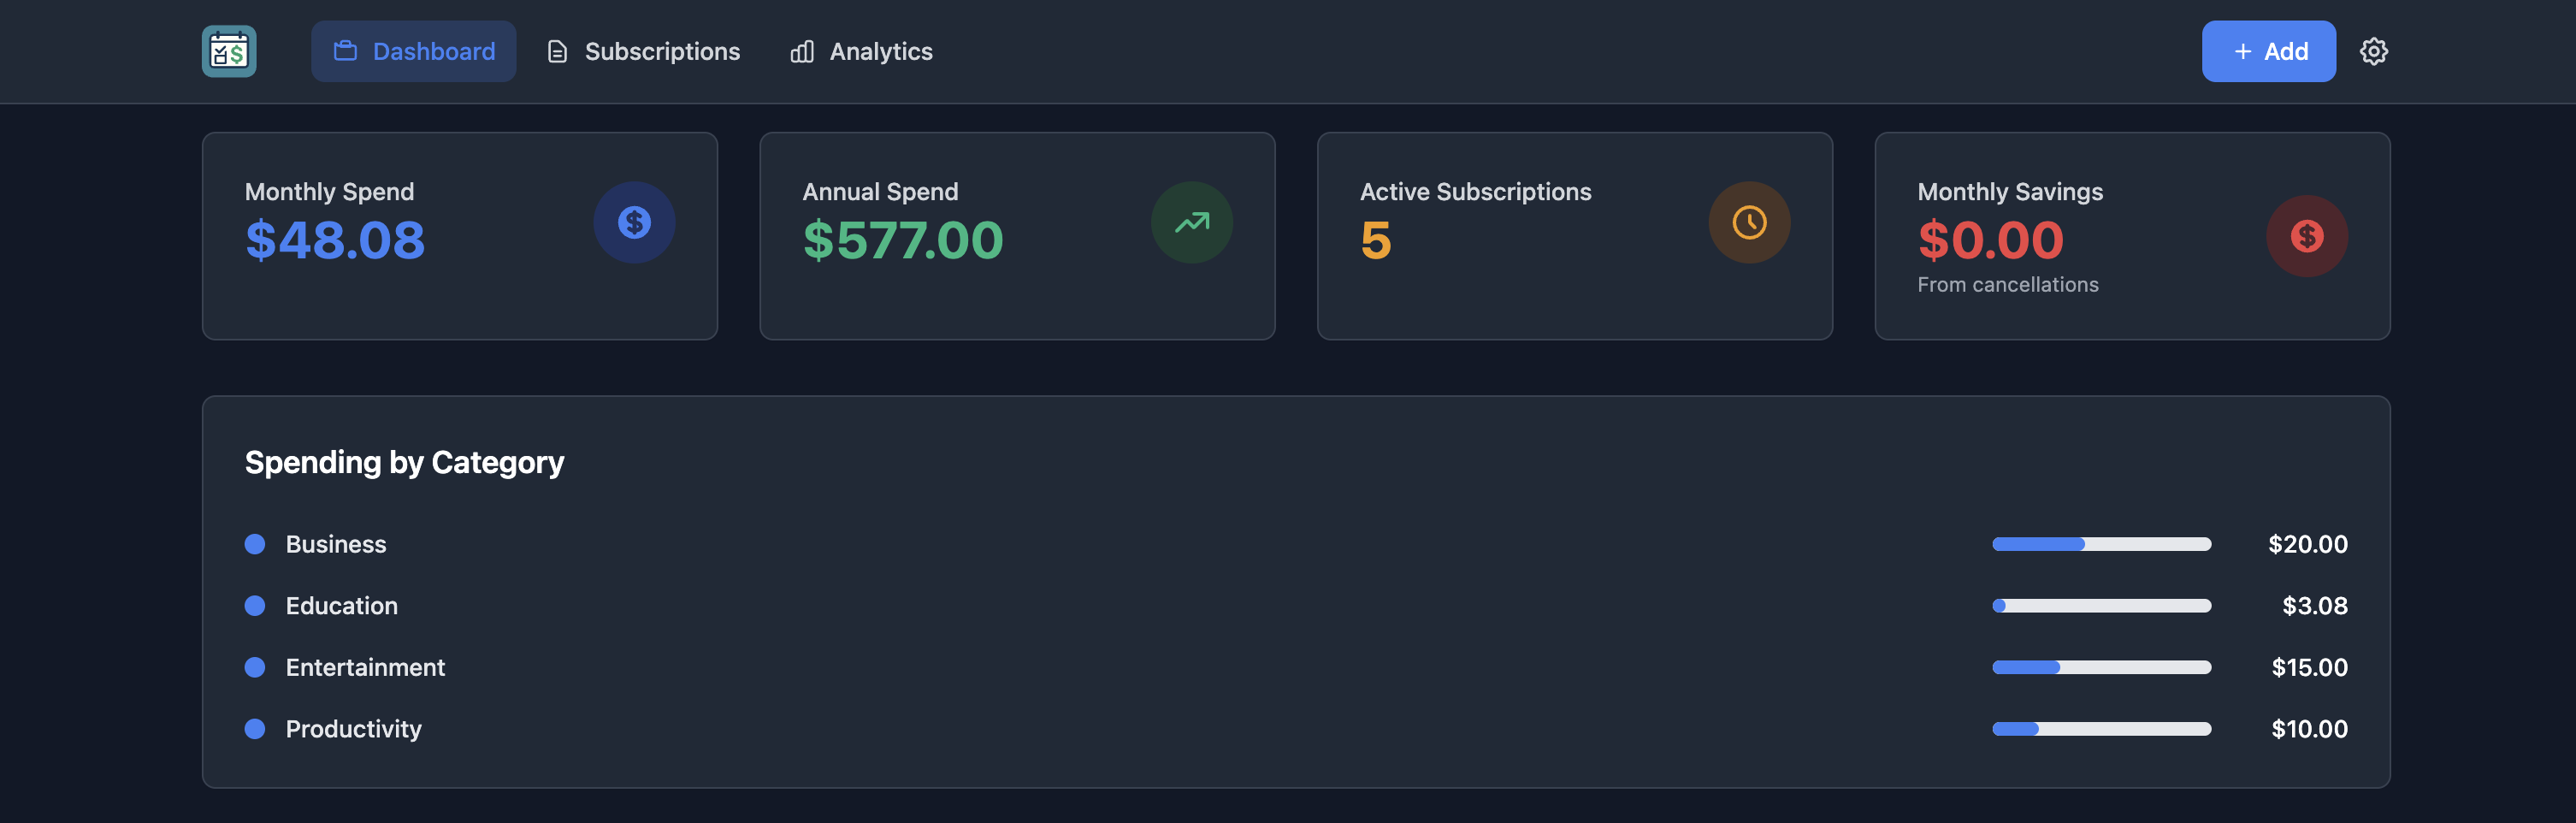 Dashboard
Subscriptions
Analytics
+ Add
Monthly Spend
$48.08
Annual Spend
$577.00
Active Subscriptions
5
Monthly Savings
$0.00
From cancellations
Spending by Category
Business $20.00
Education $3.08
Entertainment $15.00
Productivity $10.00